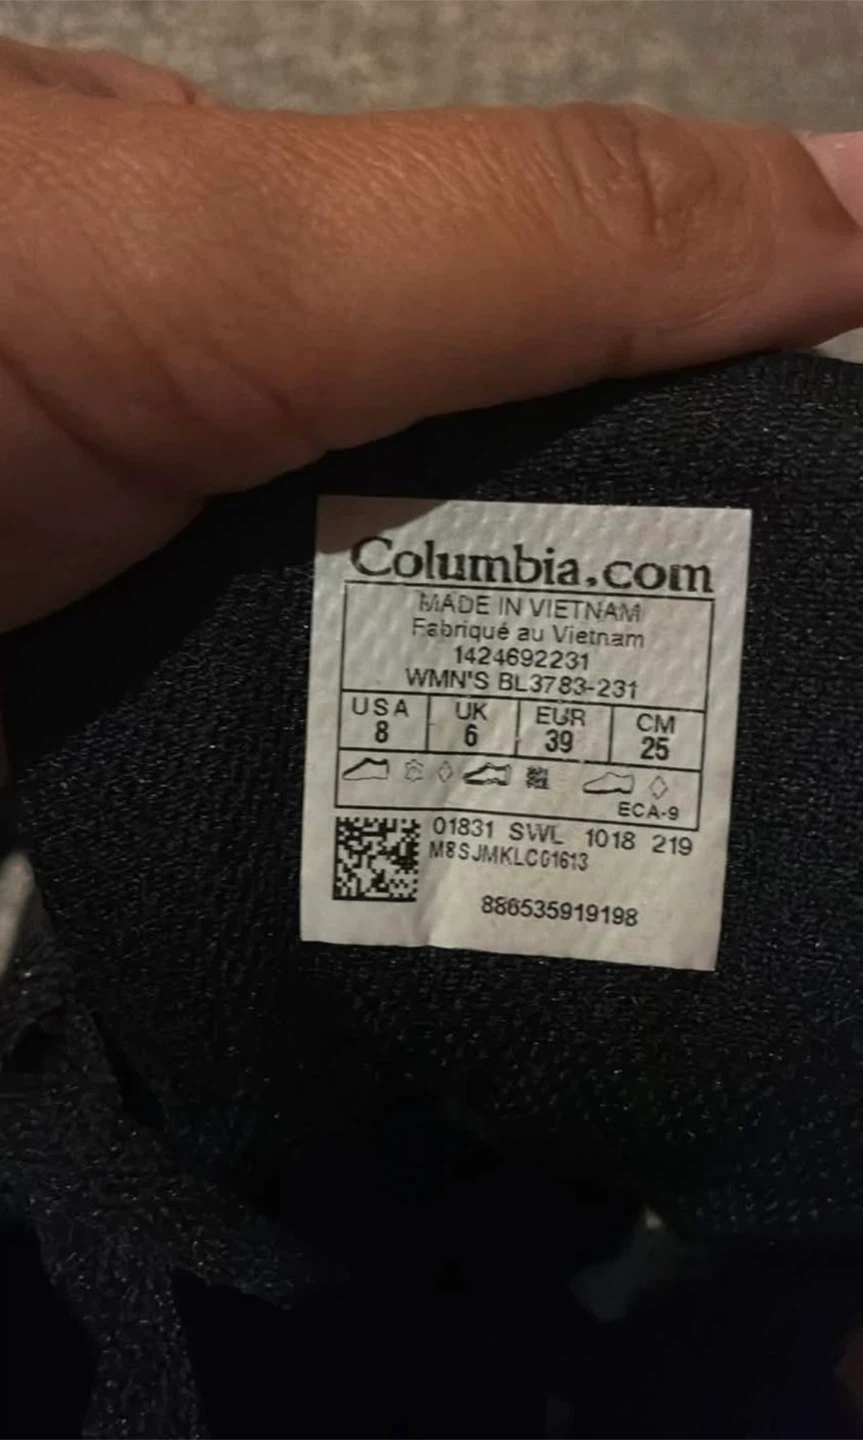 Columbia.com
MADE IN VIETNAM
Fabriqué au Vietnam
1424692231
WMN'S BL3783-231
USA UK EUR CM
8 6 39 25
ECA-9
01831 SWL 1018 219
M8SJMKLC01613
886535919198